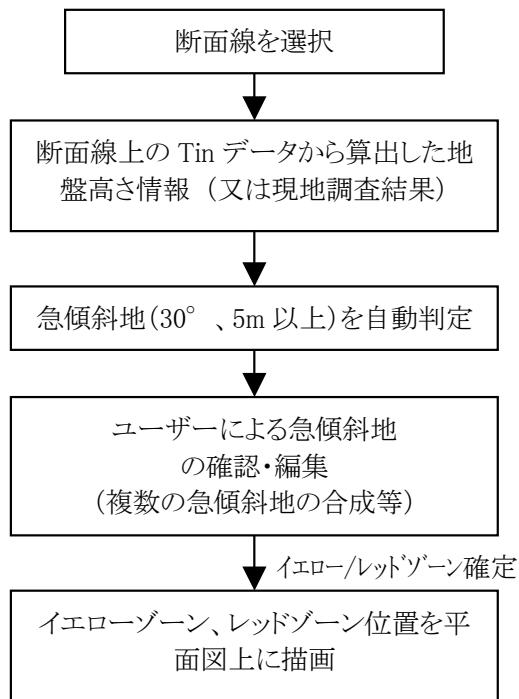 断面線を選択
断面線上の Tin データから算出した地
盤高さ情報 (又は現地調査結果)
急傾斜地(30° 、5m 以上)を自動判定
ユーザーによる急傾斜地
の確認・編集
(複数の急傾斜地の合成等)
イエロー/レッドゾーン確定
イエローゾーン、レッドゾーン位置を平
面図上に描画